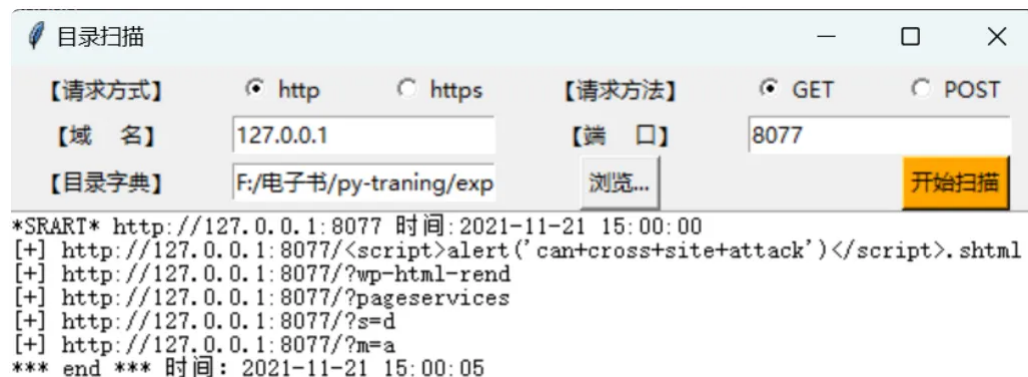 目录扫描
【请求方式】 http https 【请求方法】 GET POST
【域 名】 127.0.0.1 【端 口】 8077
【目录字典】 F:/电子书/py-traning/exp 浏览... 开始扫描
*SRART* http://127.0.0.1:8077 时间:2021-11-21 15:00:00
[+] http://127.0.0.1:8077/<script>alert('can+cross+site+attack')</script>.shtml
[+] http://127.0.0.1:8077/?wp-html-rend
[+] http://127.0.0.1:8077/?pageservices
[+] http://127.0.0.1:8077/?s=d
[+] http://127.0.0.1:8077/?m=a
*** end *** 时间: 2021-11-21 15:00:05